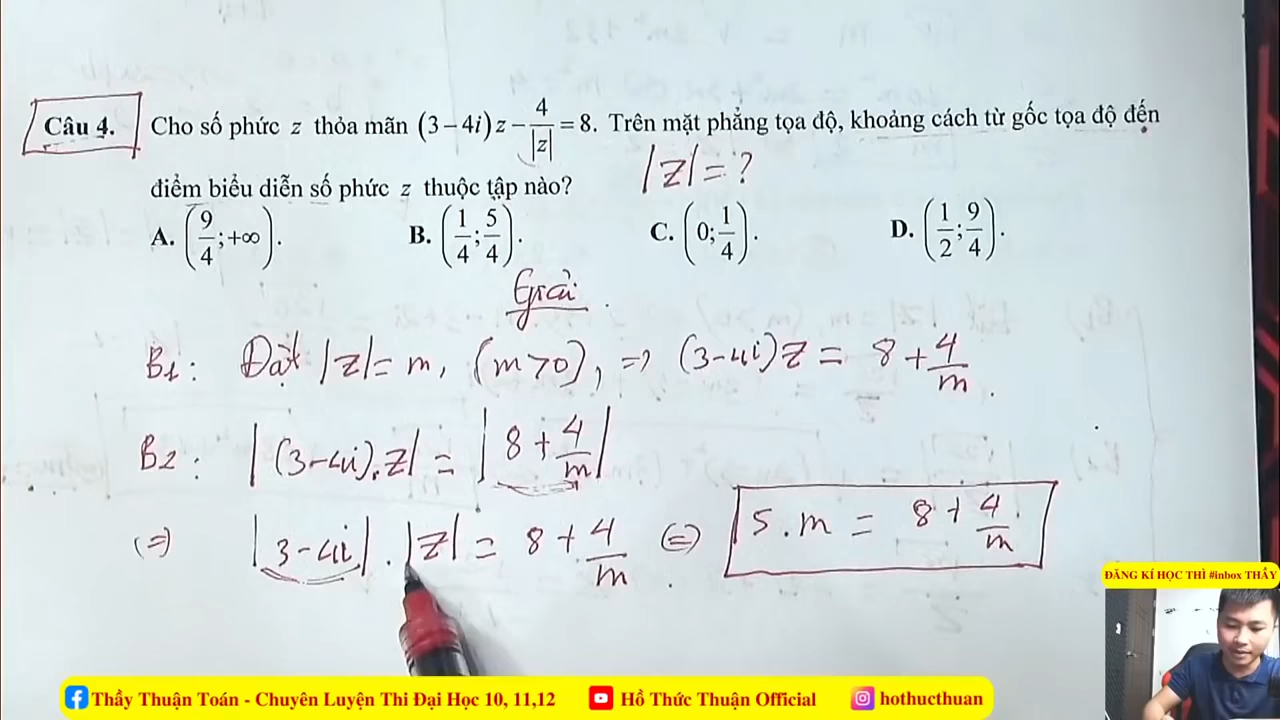 Câu 4. Cho số phức z thỏa mãn (3−4i)z − 4/|z| = 8. Trên mặt phẳng tọa độ, khoảng cách từ gốc tọa độ đến
điểm biểu diễn số phức z thuộc tập nào? |z| = ?
A. (9/4; +∞). B. (1/4; 5/4). C. (0; 1/4). D. (1/2; 9/4).
Giải
B1: Đặt |z| = m, (m>0), => (3-4i)z = 8 + 4/m.
B2: |(3-4i).z| = |8 + 4/m|
(=) |3-4i|.|z| = 8 + 4/m (=) 5.m = 8 + 4/m
ĐĂNG KÍ HỌC THÌ #inbox THẦY
Thầy Thuận Toán - Chuyên Luyện Thi Đại Học 10, 11,12 Hồ Thức Thuận Official hothucthuan